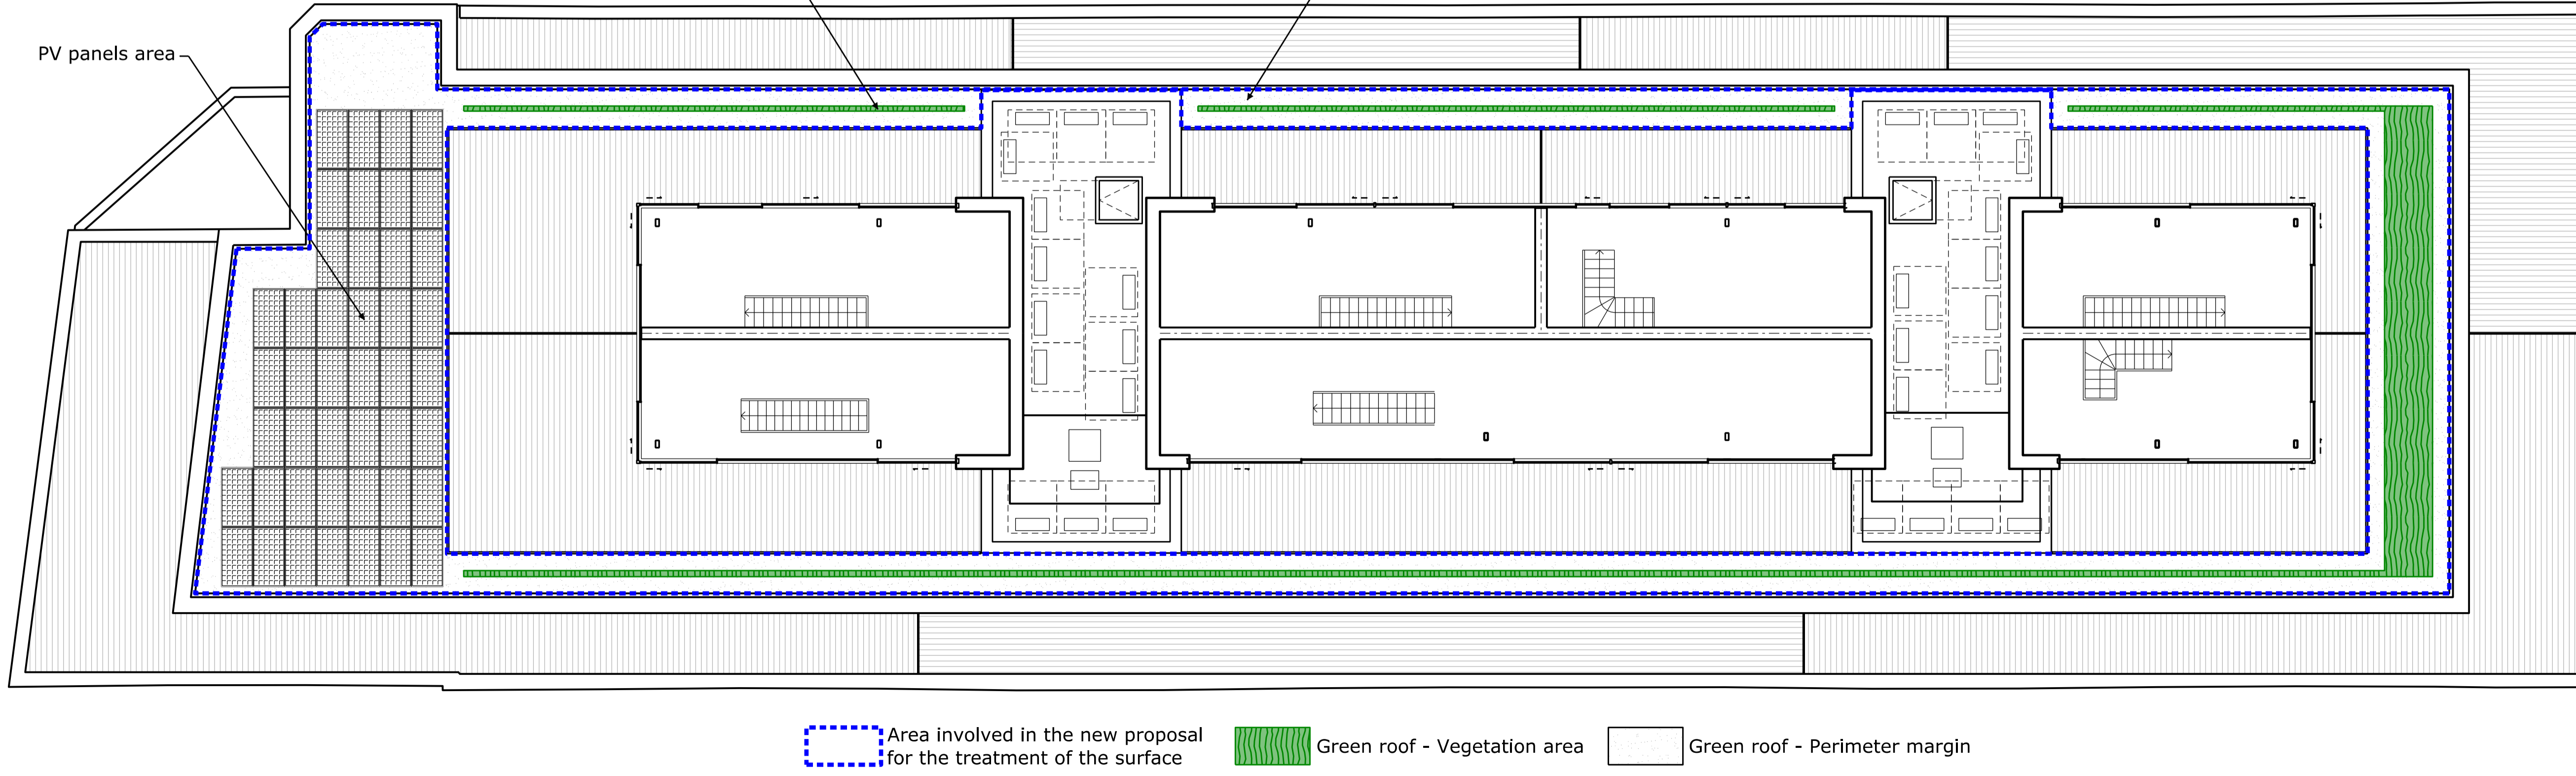 PV panels area
Area involved in the new proposal
for the treatment of the surface
Green roof - Vegetation area
Green roof - Perimeter margin